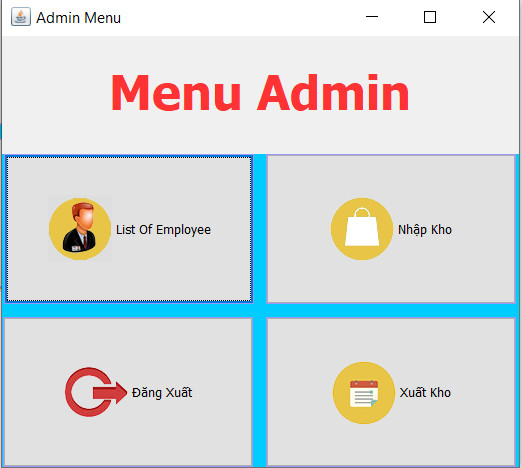 Admin Menu
Menu Admin
List Of Employee
Nhập Kho
Đăng Xuất
Xuất Kho